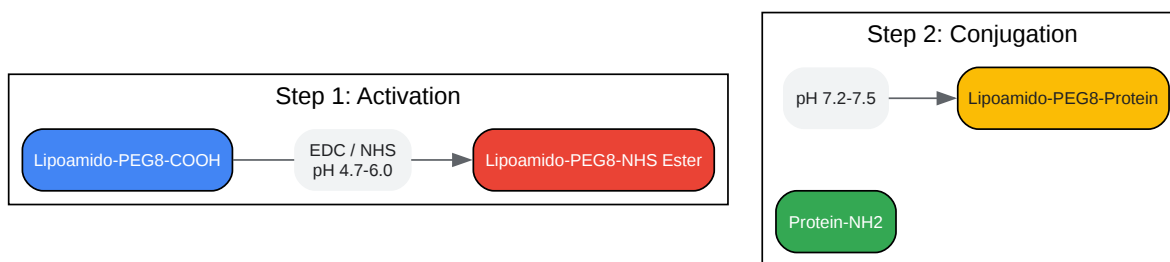 Step 1: Activation
Lipoamido-PEG8-COOH
EDC / NHS
pH 4.7-6.0
Lipoamido-PEG8-NHS Ester
Step 2: Conjugation
pH 7.2-7.5
Lipoamido-PEG8-Protein
Protein-NH2